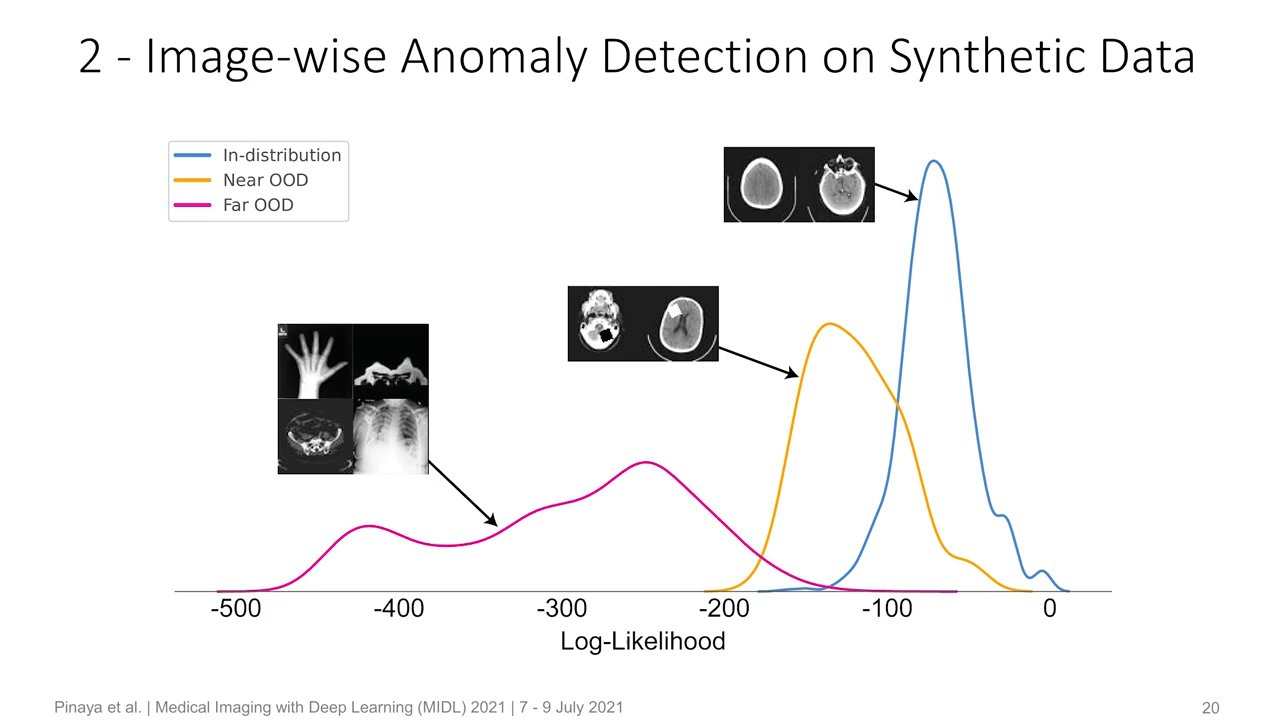 2 - Image-wise Anomaly Detection on Synthetic Data
In-distribution
Near OOD
Far OOD
-500
-400
-300
-200
-100
0
Log-Likelihood
Pinaya et al. | Medical Imaging with Deep Learning (MIDL) 2021 | 7 - 9 July 2021
20